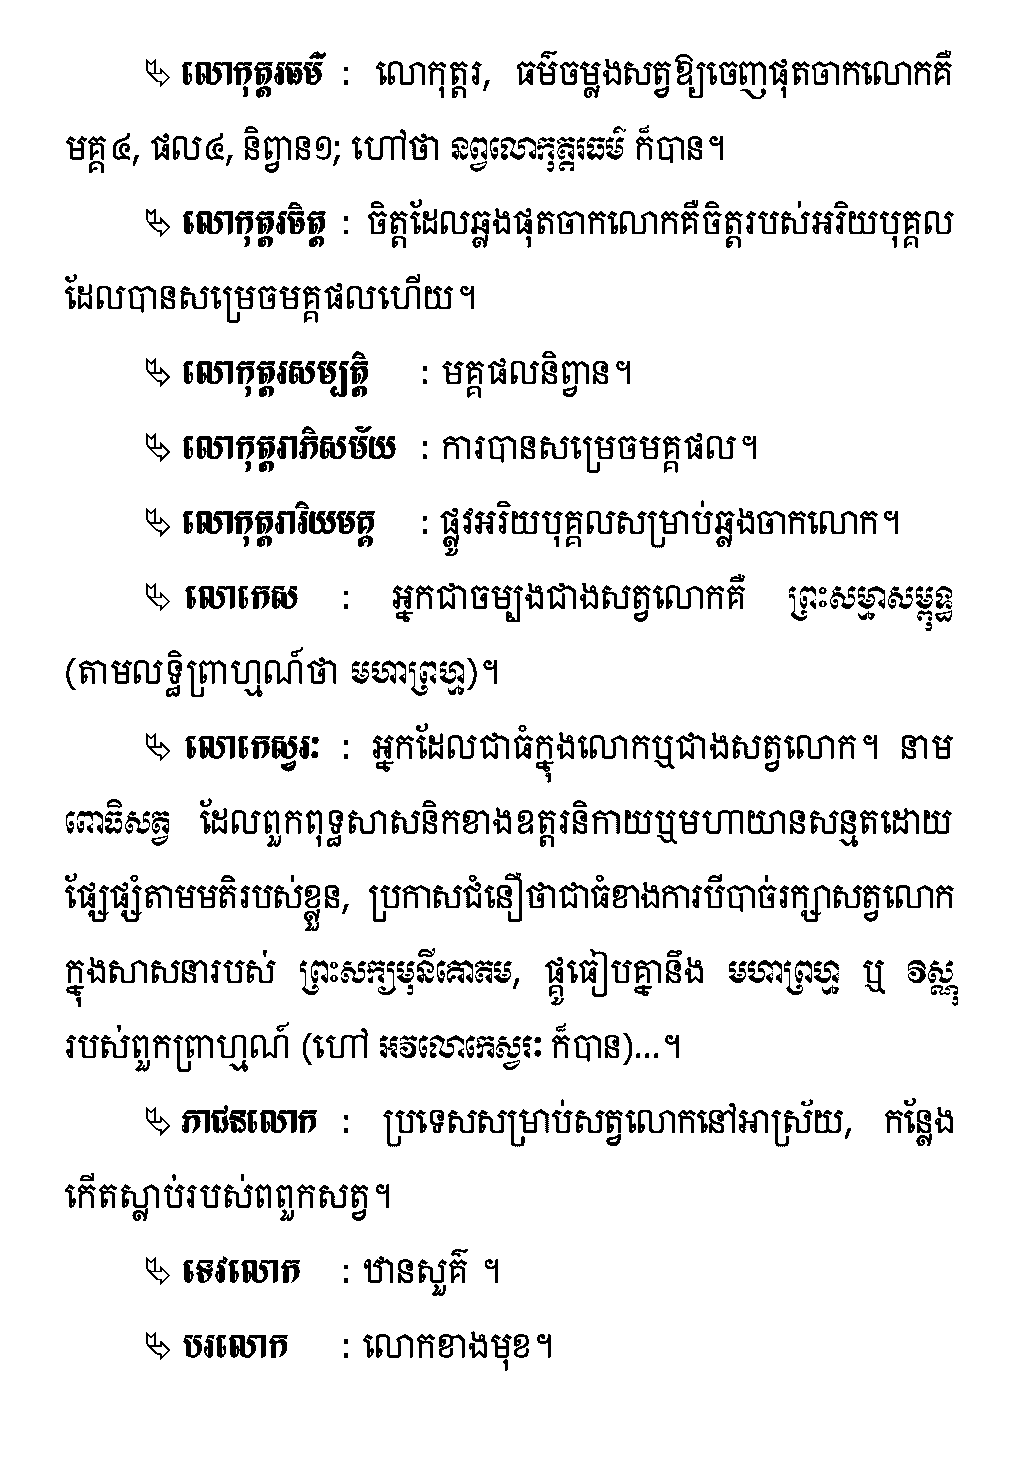 ⮱ លោកុត្តរធម៌ : លោកុត្តរ, ធម៌ចម្លងសត្វឱ្យចេញផុតចាកលោកគឺ
មគ្គ៤, ផល៤, និព្វាន១; ហៅថា នព្វលោកុត្តរធម៌ ក៏បាន។
⮱ លោកុត្តរចិត្ត : ចិត្តដែលឆ្លងផុតចាកលោកគឺចិត្តរបស់អរិយបុគ្គល
ដែលបានសម្រេចមគ្គផលហើយ។
⮱ លោកុត្តរសម្បត្តិ : មគ្គផលនិព្វាន។
⮱ លោកុត្តរាភិសម័យ : ការបានសម្រេចមគ្គផល។
⮱ លោកុត្តរារិយមគ្គ : ផ្លូវអរិយបុគ្គលសម្រាប់ឆ្លងចាកលោក។
⮱ លោកេស : អ្នកជាចម្បងជាងសត្វលោកគឺ ព្រះសម្មាសម្ពុទ្ធ
(តាមលទ្ធិព្រាហ្មណ៍ថា មហាព្រហ្ម)។
⮱ លោកេស្វរៈ : អ្នកដែលជាធំក្នុងលោកឬជាងសត្វលោក។ នាម
ពោធិសត្វ ដែលពួកពុទ្ធសាសនិកខាងឧត្តរនិកាយឬមហាយានសន្មតដោយ
ផ្សែផ្សំតាមមតិរបស់ខ្លួន, ប្រកាសជំនឿថាជាធំខាងការបីបាច់រក្សាសត្វលោក
ក្នុងសាសនារបស់ ព្រះសក្យមុនីគោតម, ផ្គូធៀបគ្នានឹង មហាព្រហ្ម ឬ វិស្ណុ
របស់ពួកព្រាហ្មណ៍ (ហៅ អវលោកេស្វរៈ ក៏បាន)...។
⮱ ភាជនលោក : ប្រទេសសម្រាប់សត្វលោកនៅអាស្រ័យ, កន្លែង
កើតស្លាប់របស់ពពួកសត្វ។
⮱ ទេវលោក : ឋានសួគ៌ ។
⮱ បរលោក : លោកខាងមុខ។